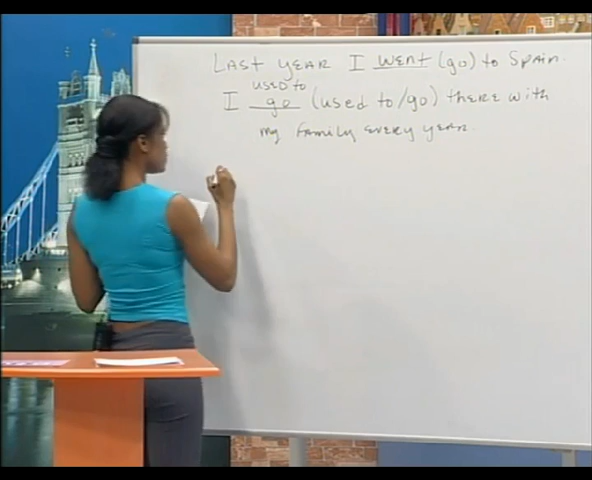 Last year I went (go) to Spain.
used to
I go (used to/go) there with
my family every year.